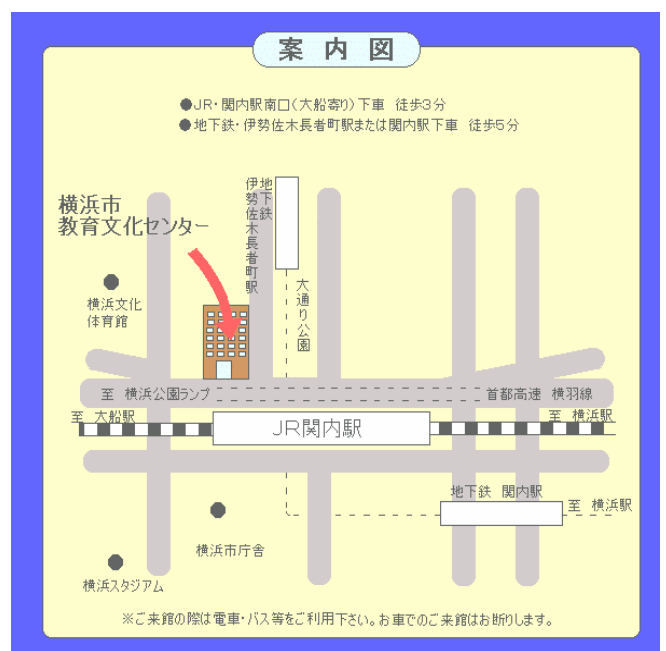 案内図
●JR・関内駅南口(大船寄り)下車 徒歩3分
●地下鉄・伊勢佐木長者町駅または関内駅下車 徒歩5分
横浜市
教育文化センター
地下鉄
伊勢佐木長者町駅
大通り公園
横浜文化
体育館
至 横浜公園ランプ
首都高速 横羽線
至 大船駅
至 横浜駅
JR関内駅
地下鉄 関内駅
至 横浜駅
横浜市庁舎
横浜スタジアム
※ご来館の際は電車・バス等をご利用下さい。お車でのご来館はお断りします。